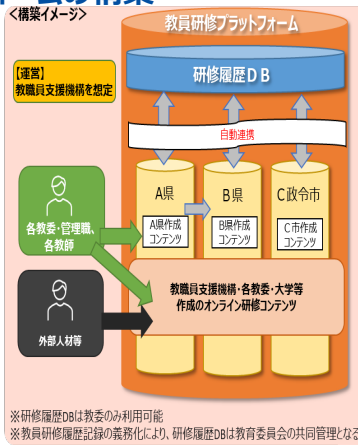 ームの構築
<構築イメージ>
教員研修プラットフォーム
研修履歴DB
【運営】
教職員支援機構を想定
自動連携
A県
B県
C政令市
A県作成
コンテンツ
B県作成
コンテンツ
C市作成
コンテンツ
各教委・管理職、
各教師
教職員支援機構・各教委・大学等
作成のオンライン研修コンテンツ
外部人材等
※研修履歴DBは教委のみ利用可能
※教員研修履歴記録の義務化により、研修履歴DBは教育委員会の共同管理となる